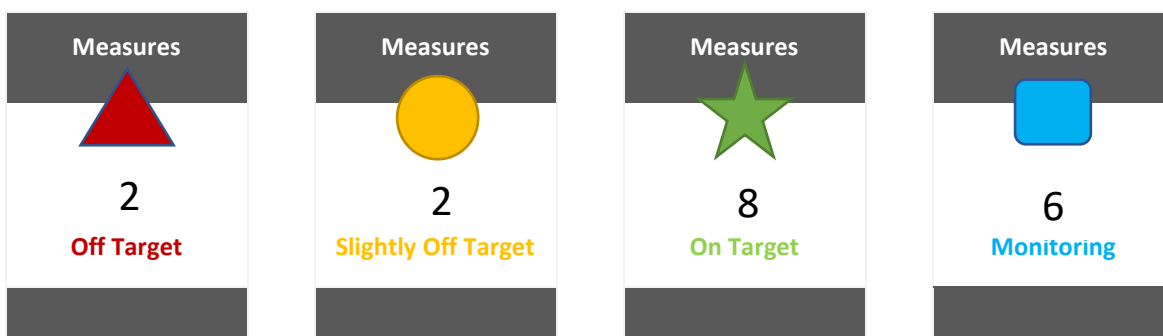 Measures
2
Off Target
Measures
2
Slightly Off Target
Measures
8
On Target
Measures
6
Monitoring